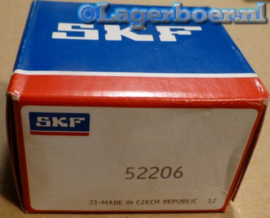 ©Lagerboer.nl
SKF
SKF
52206
35-MADE IN CZECH REPUBLIC 12